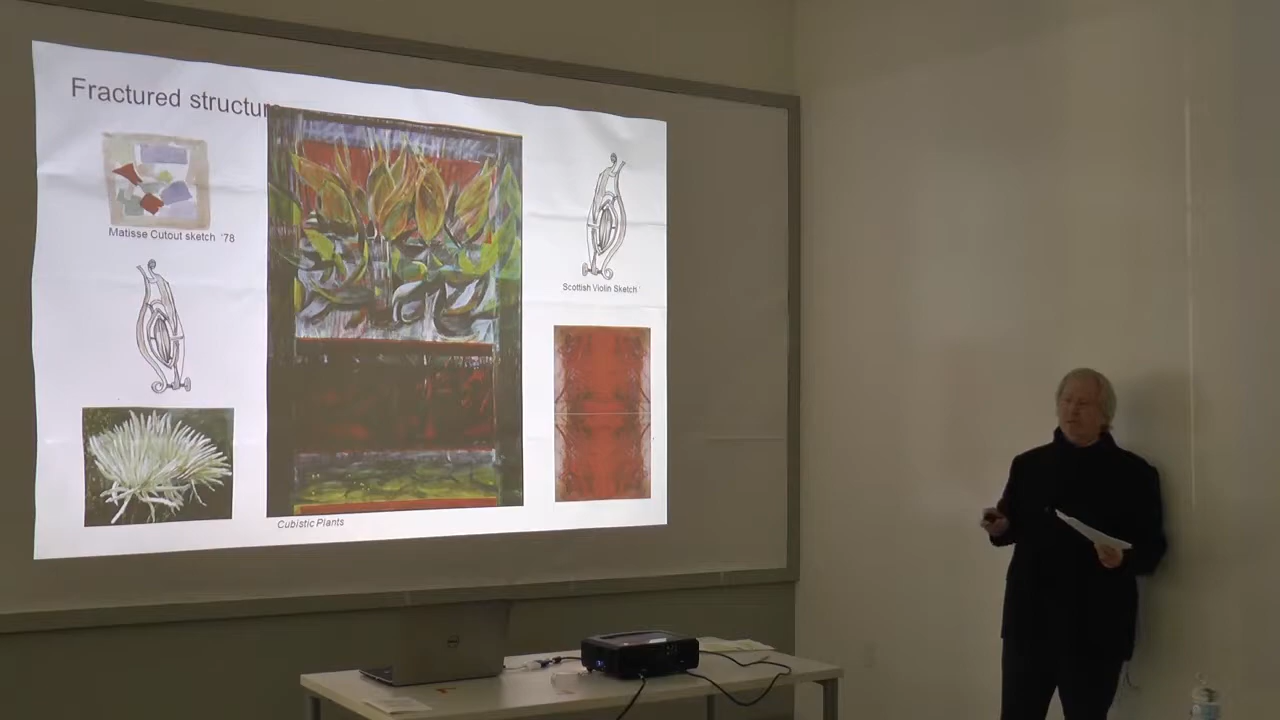 Fractured structure
Matisse Cutout sketch '78
Scottish Violin Sketch '
Cubistic Plants